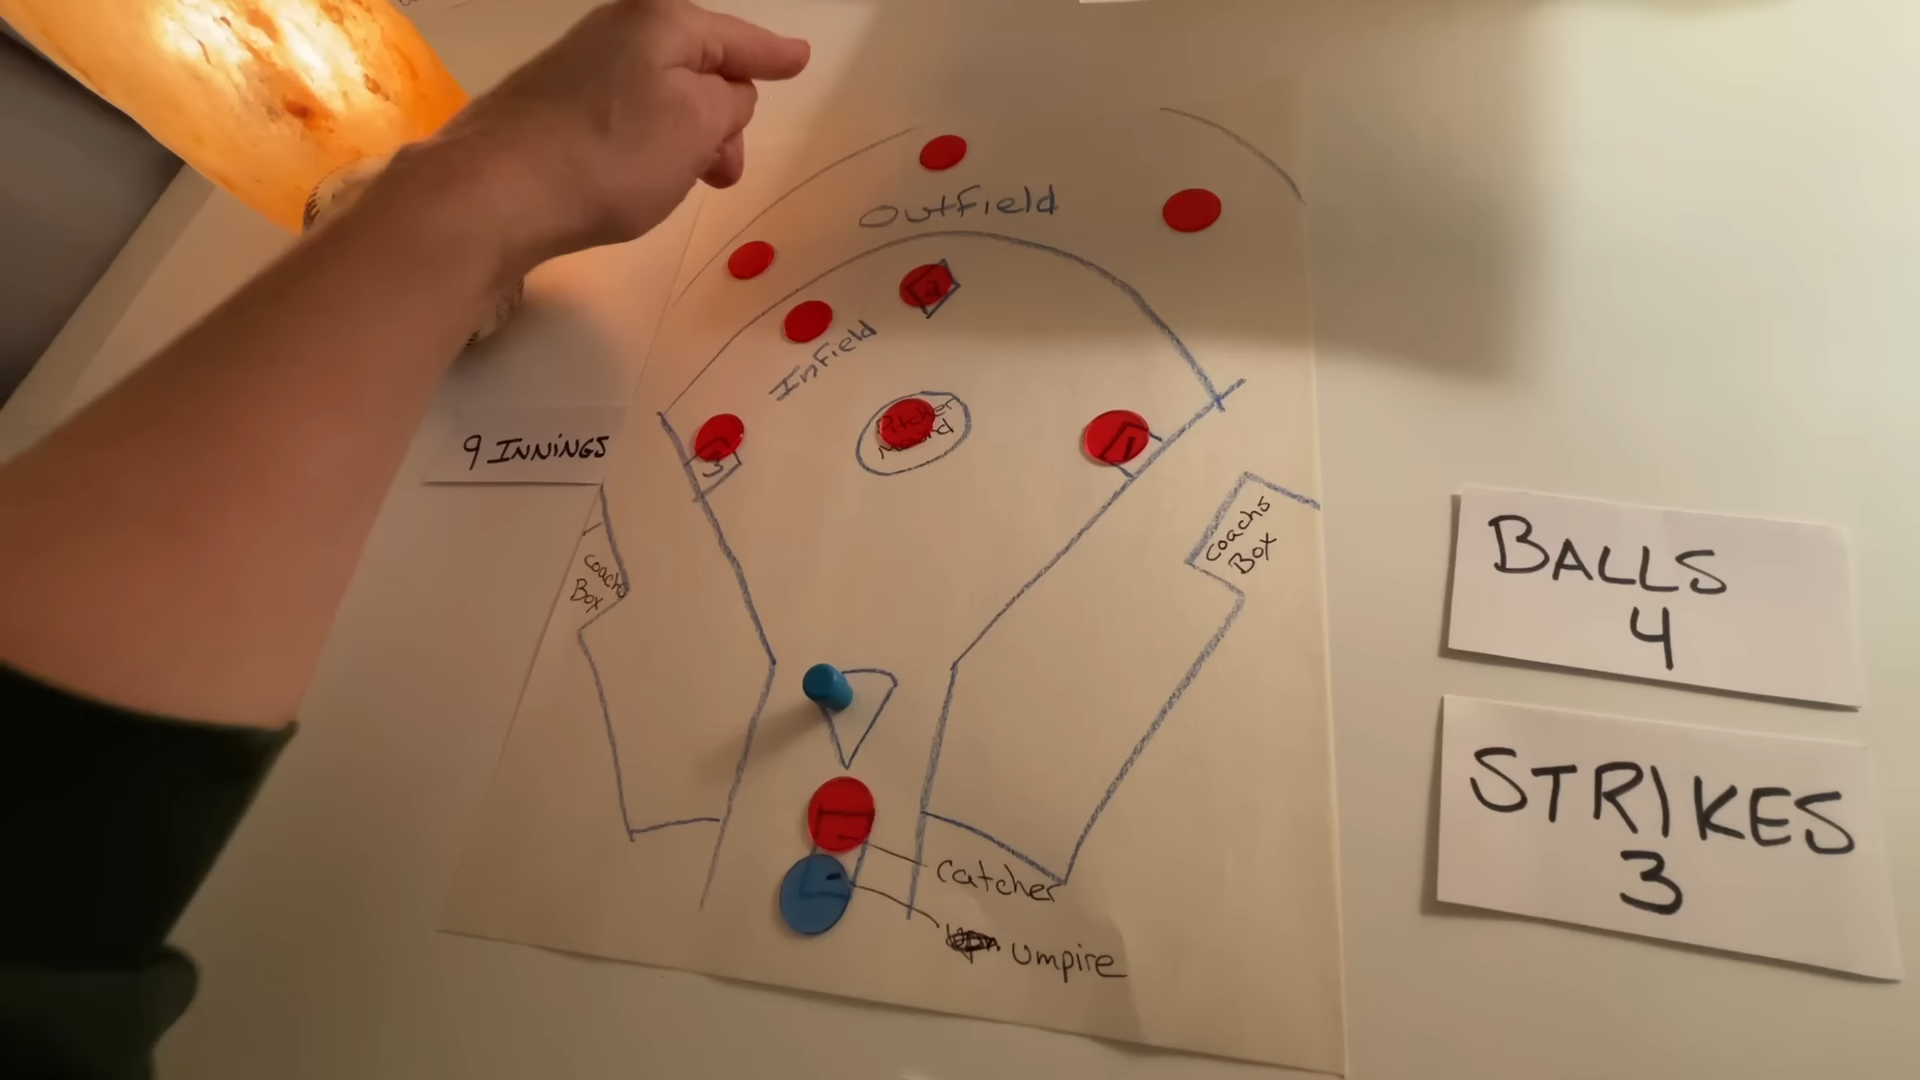 Outfield
2
Infield
Pitcher
Mound
1
3
9 INNINGS
Coachs
Box
Coachs
Box
BALLS
4
STRIKES
3
Catcher
Umpire